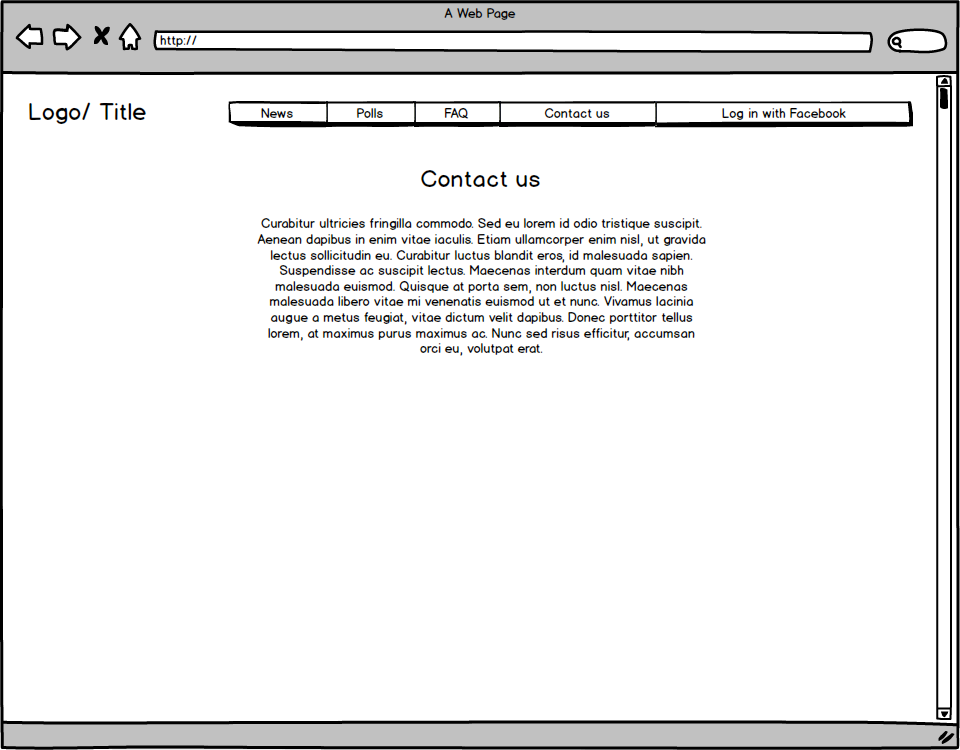 A Web Page
http://
Logo/ Title
News Polls FAQ Contact us Log in with Facebook
Contact us
Curabitur ultricies fringilla commodo. Sed eu lorem id odio tristique suscipit.
Aenean dapibus in enim vitae iaculis. Etiam ullamcorper enim nisl, ut gravida
lectus sollicitudin eu. Curabitur luctus blandit eros, id malesuada sapien.
Suspendisse ac suscipit lectus. Maecenas interdum quam vitae nibh
malesuada euismod. Quisque at porta sem, non luctus nisl. Maecenas
malesuada libero vitae mi venenatis euismod ut et nunc. Vivamus lacinia
augue a metus feugiat, vitae dictum velit dapibus. Donec porttitor tellus
lorem, at maximus purus maximus ac. Nunc sed risus efficitur, accumsan
orci eu, volutpat erat.